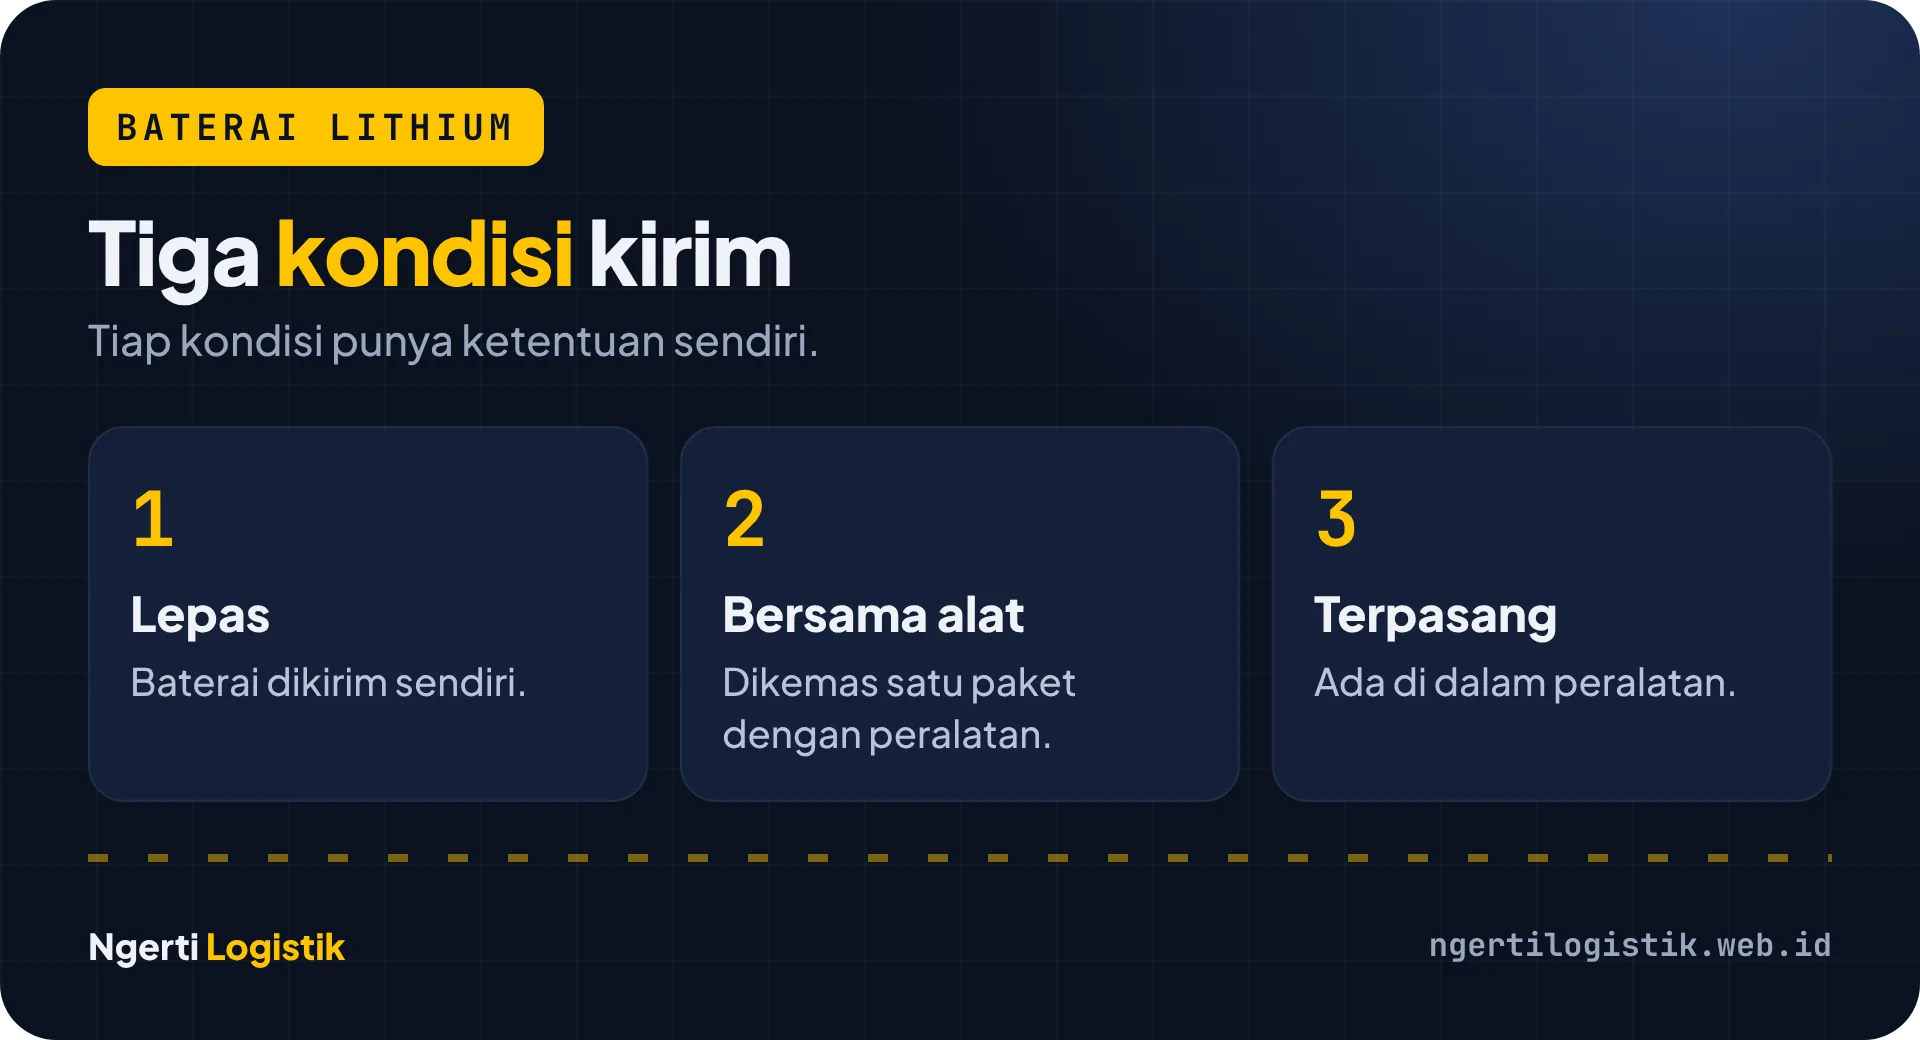 BATERAI LITHIUM
Tiga kondisi kirim
Tiap kondisi punya ketentuan sendiri.
1
Lepas
Baterai dikirim sendiri.
2
Bersama alat
Dikemas satu paket
dengan peralatan.
3
Terpasang
Ada di dalam peralatan.
Ngerti Logistik
ngertilogistik.web.id